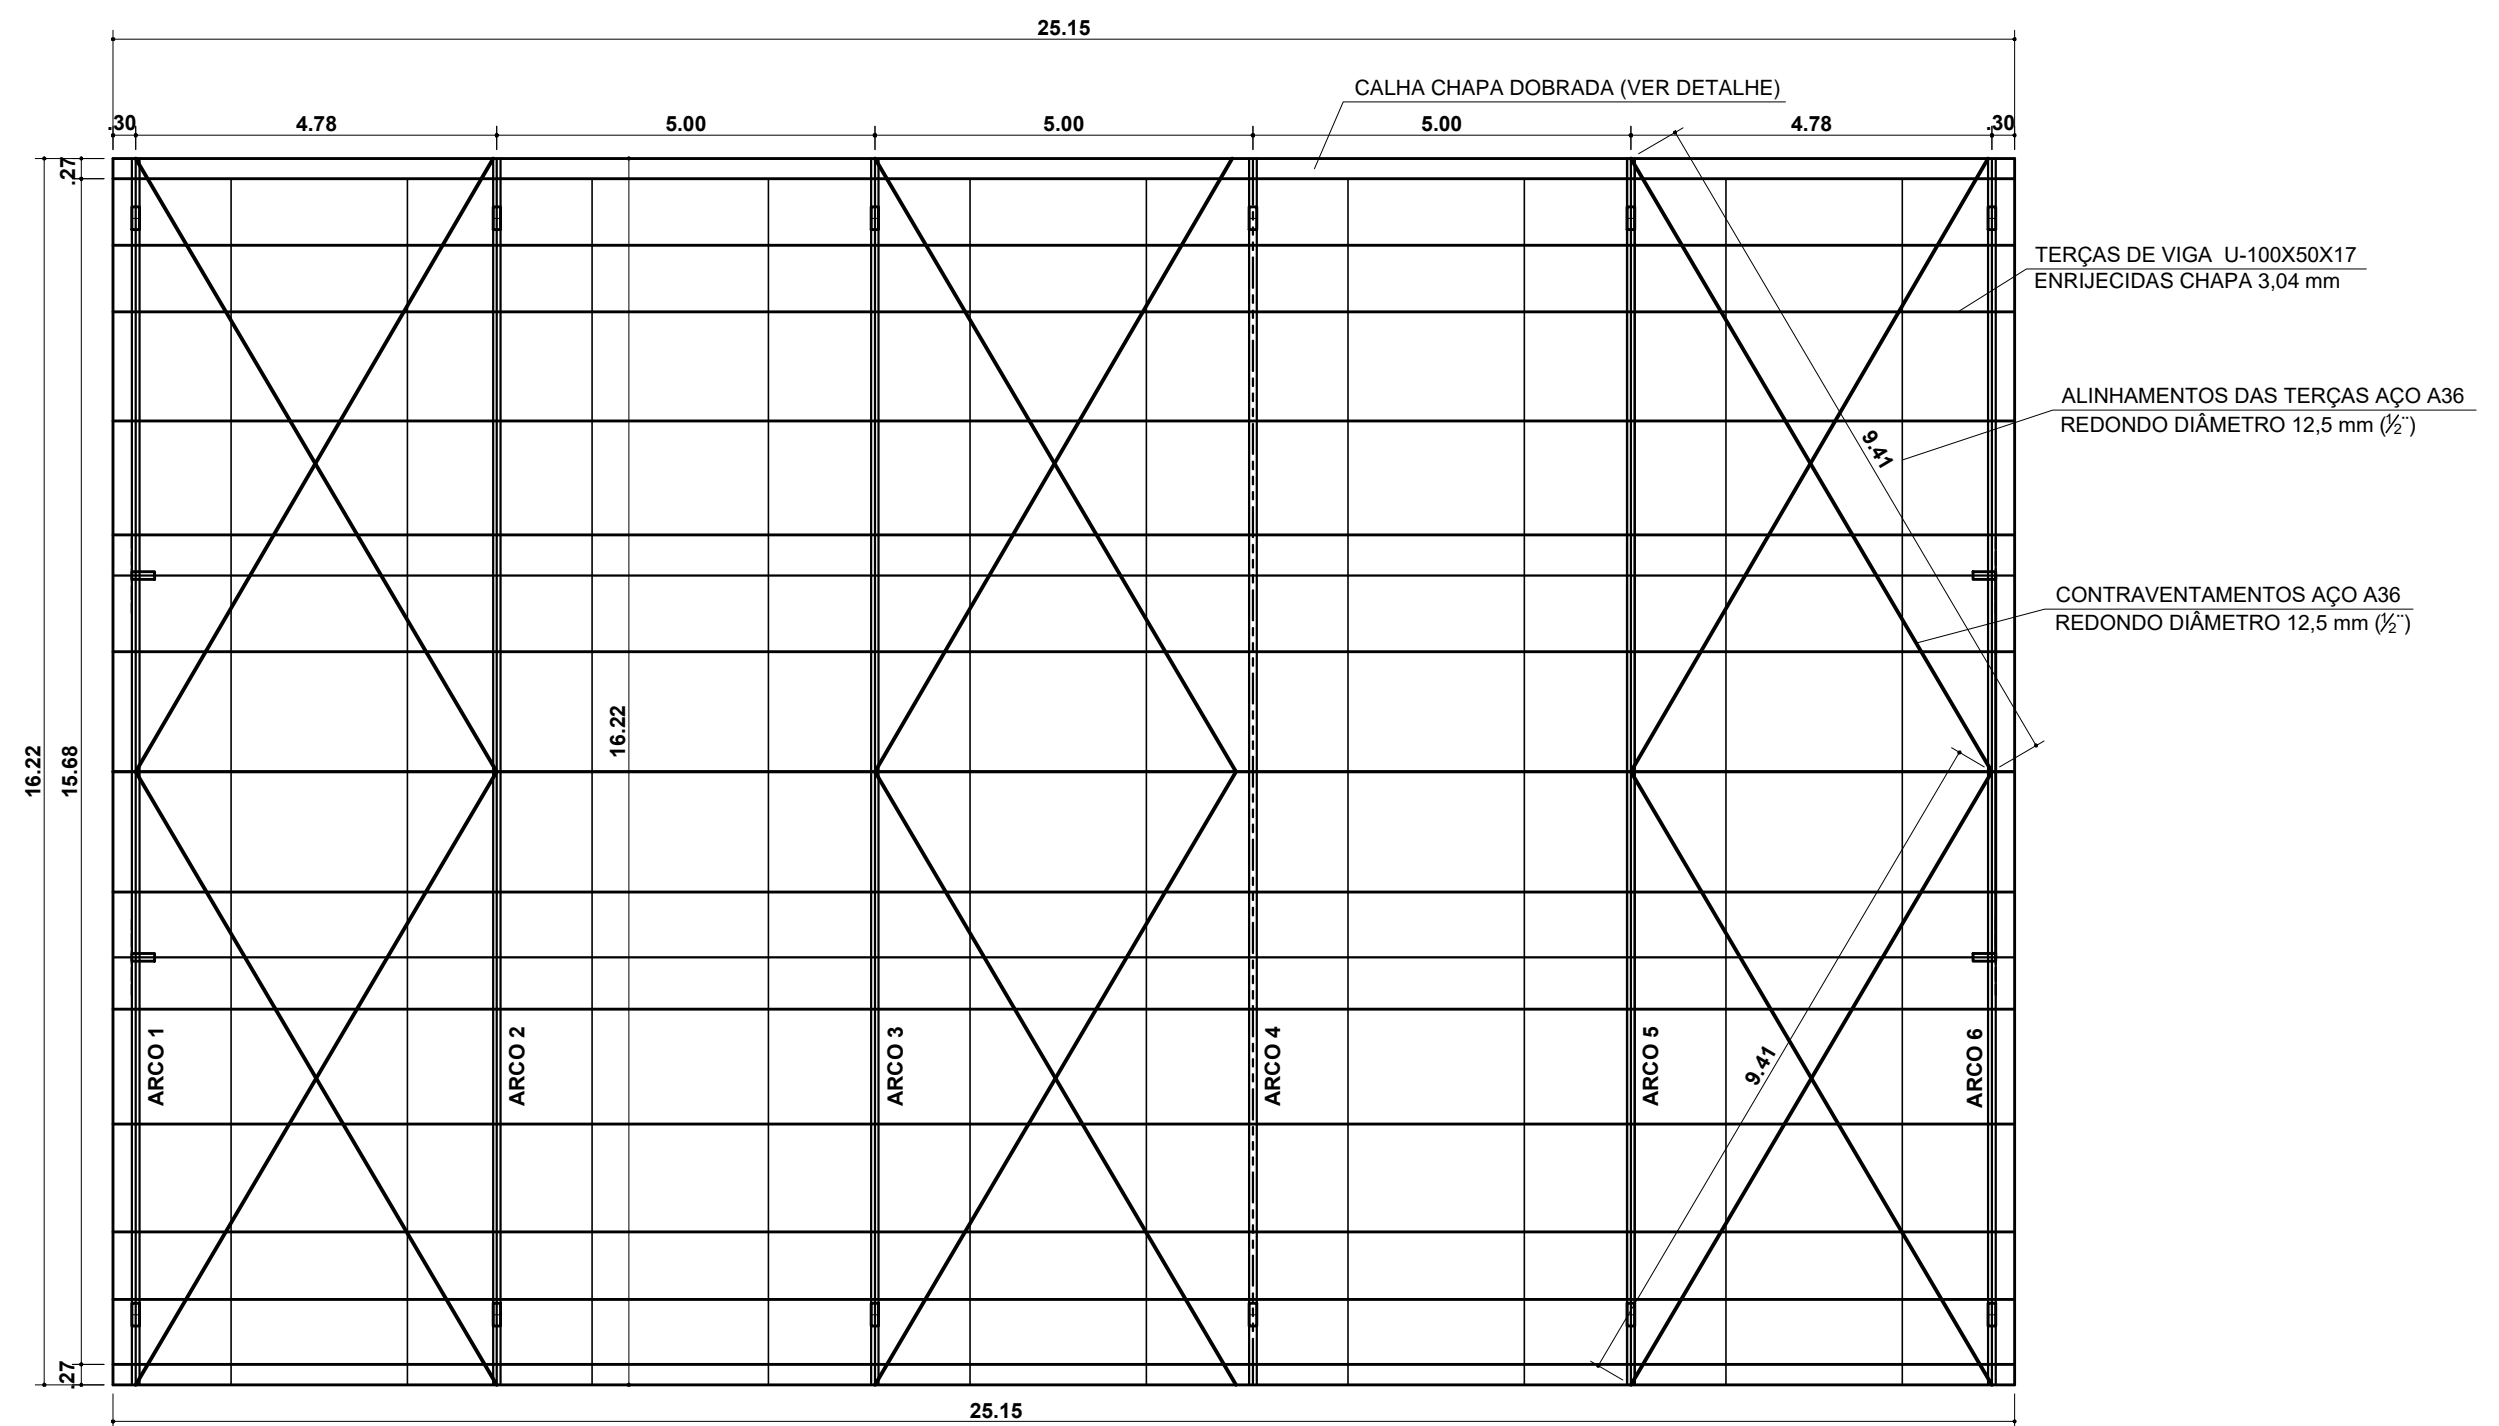 25.15
CALHA CHAPA DOBRADA (VER DETALHE)
.30
4.78
5.00
5.00
5.00
4.78
.30
.27
TERÇAS DE VIGA  U-100X50X17
ENRIJECIDAS CHAPA 3,04 mm
ALINHAMENTOS DAS TERÇAS AÇO A36
REDONDO DIÂMETRO 12,5 mm (½¨)
9.41
CONTRAVENTAMENTOS AÇO A36
REDONDO DIÂMETRO 12,5 mm (½¨)
16.22
15.68
16.22
ARCO 1
ARCO 2
ARCO 3
ARCO 4
ARCO 5
ARCO 6
9.41
.27
25.15